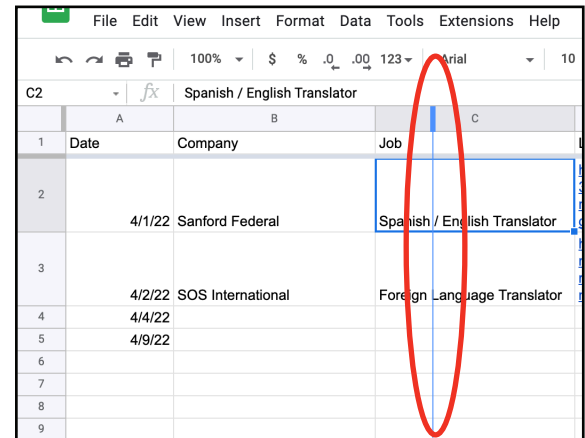 File Edit View Insert Format Data Tools Extensions Help
100% $ % .0 .00 123 Arial 10
C2 fx Spanish / English Translator
A B C
1 Date Company Job
2 4/1/22 Sanford Federal Spanish / English Translator
3 4/2/22 SOS International Foreign Language Translator
4 4/4/22
5 4/9/22
6
7
8
9